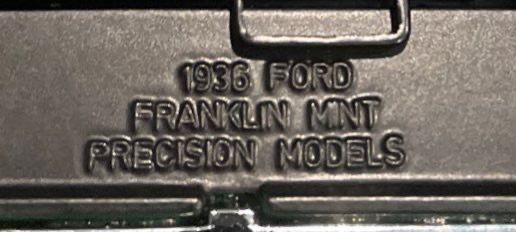 1936 FORD
FRANKLIN MINT
PRECISION MODELS